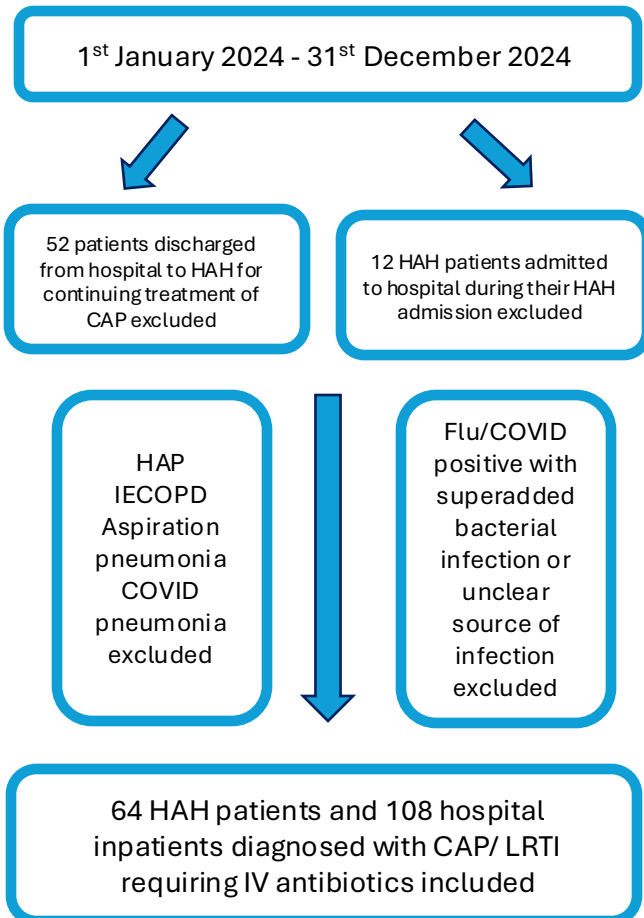 1st January 2024 - 31st December 2024
52 patients discharged
from hospital to HAH for
continuing treatment of
CAP excluded
12 HAH patients admitted
to hospital during their HAH
admission excluded
HAP
IECOPD
Aspiration
pneumonia
COVID
pneumonia
excluded
Flu/COVID
positive with
superadded
bacterial
infection or
unclear
source of
infection
excluded
64 HAH patients and 108 hospital
inpatients diagnosed with CAP/ LRTI
requiring IV antibiotics included